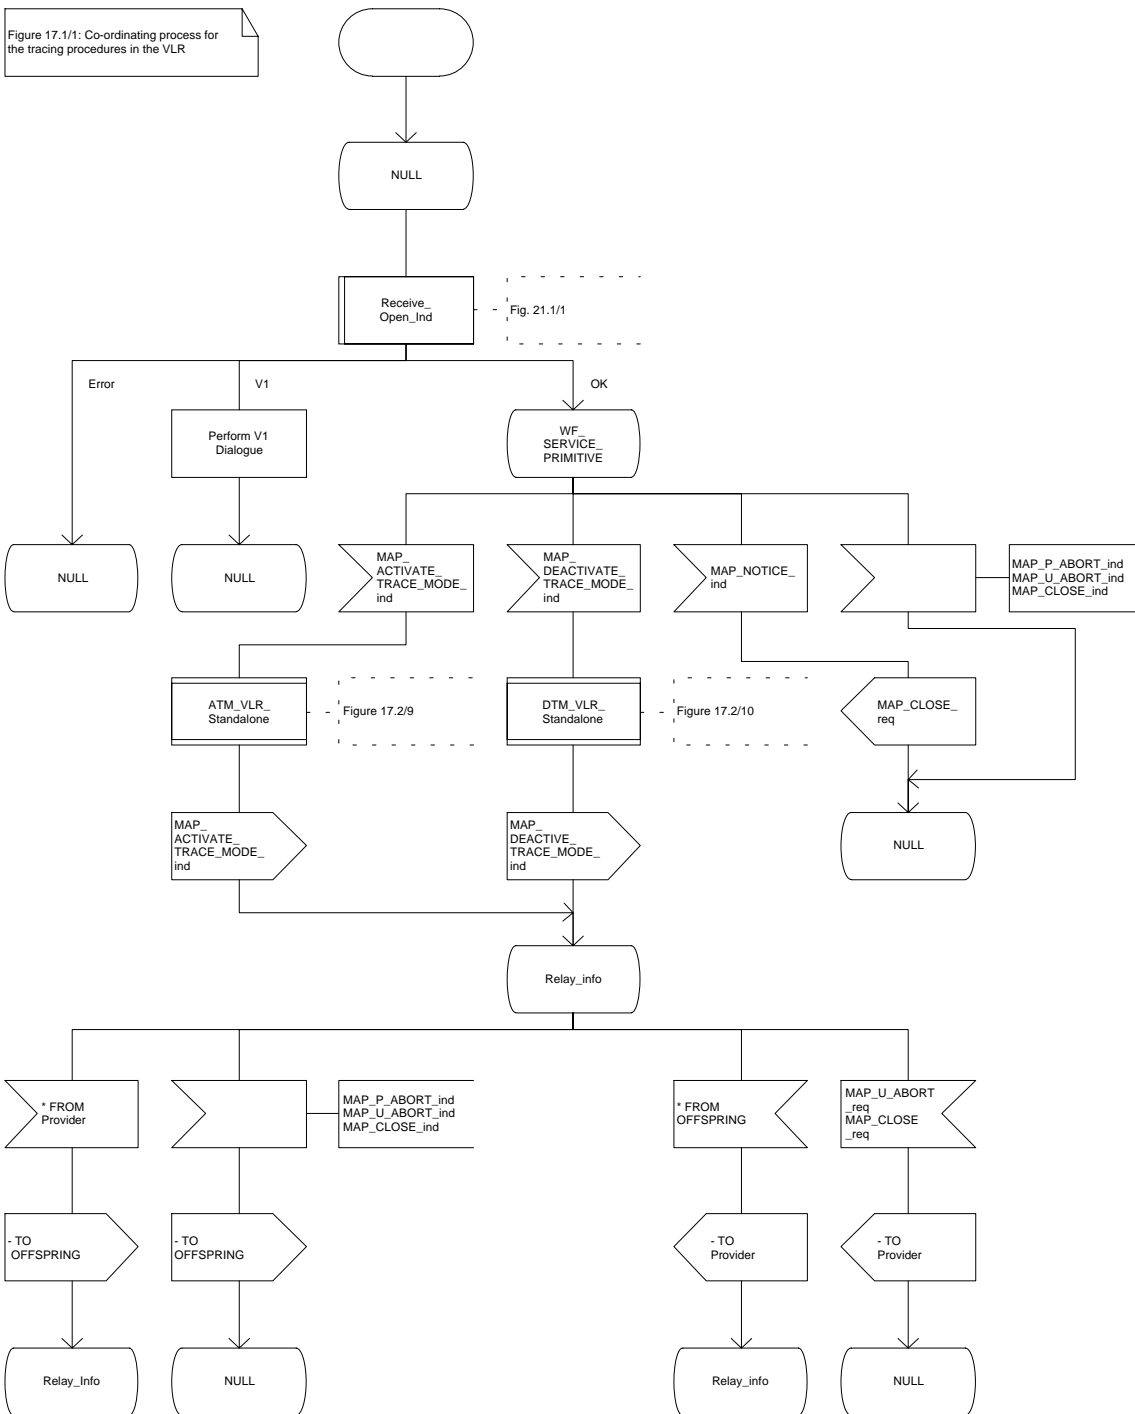 Figure 17.1/1: Co-ordinating process for
the tracing procedures in the VLR
NULL
Receive_
Open_Ind
Fig. 21.1/1
Error
V1
OK
Perform V1
Dialogue
WF_
SERVICE_
PRIMITIVE
NULL
NULL
MAP_
ACTIVATE_
TRACE_MODE_
ind
MAP_
DEACTIVATE_
TRACE_MODE_
ind
MAP_NOTICE_
ind
MAP_P_ABORT_ind
MAP_U_ABORT_ind
MAP_CLOSE_ind
ATM_VLR_
Standalone
Figure 17.2/9
DTM_VLR_
Standalone
Figure 17.2/10
MAP_CLOSE_
req
MAP_
ACTIVATE_
TRACE_MODE_
ind
MAP_
DEACTIVE_
TRACE_MODE_
ind
NULL
Relay_info
* FROM
Provider
MAP_P_ABORT_ind
MAP_U_ABORT_ind
MAP_CLOSE_ind
* FROM
OFFSPRING
MAP_U_ABORT
_req
MAP_CLOSE
_req
- TO
OFFSPRING
- TO
OFFSPRING
- TO
Provider
- TO
Provider
Relay_Info
NULL
Relay_info
NULL